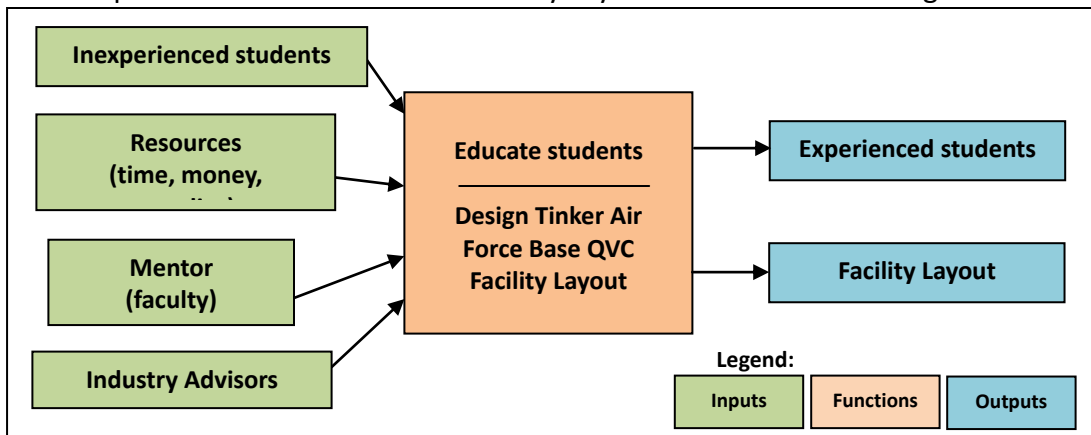 Inexperienced students
Resources
(time, money,
Mentor
(faculty)
Industry Advisors
Educate students
Design Tinker Air
Force Base QVC
Facility Layout
Experienced students
Facility Layout
Legend:
Inputs
Functions
Outputs